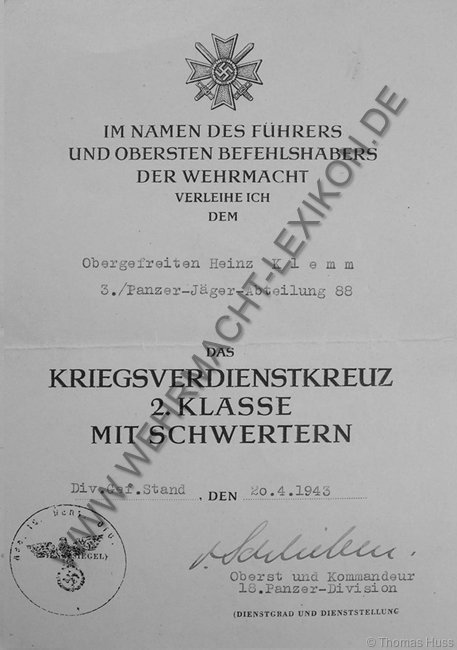 IM NAMEN DES FÜHRERS
UND OBERSTEN BEFEHLSHABERS
DER WEHRMACHT
VERLEIHE ICH
DEM
Obergefreiten Heinz K l e m m
3./Panzer-Jäger-Abteilung 88
DAS
KRIEGSVERDIENSTKREUZ
2. KLASSE
MIT SCHWERTERN
Div.Gef.Stand , DEN 20.4.1943
v. Schlieben.
Oberst und Kommandeur
18.Panzer-Division
(DIENSTGRAD UND DIENSTSTELLUNG
WWW.WEHRMACHT-LEXIKON.DE
© Thomas Huss